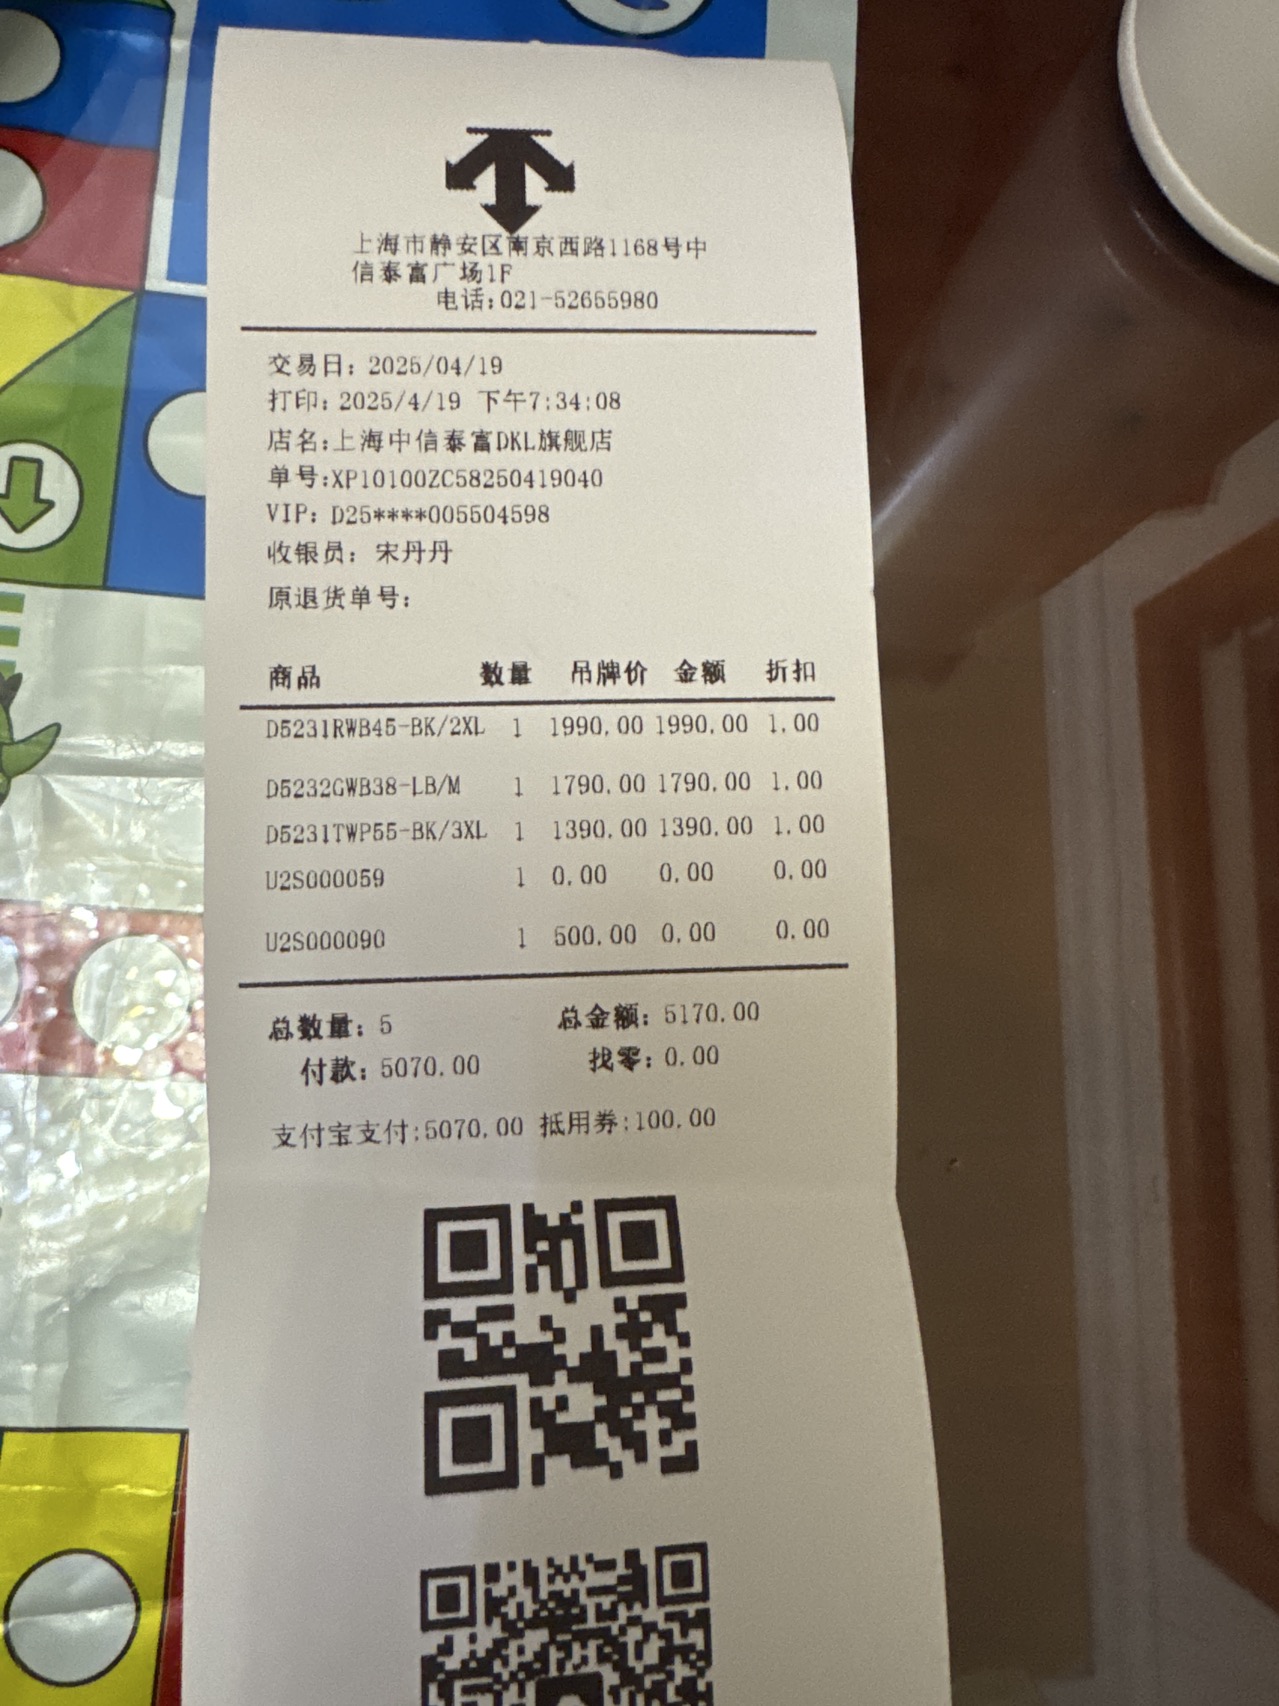 上海市静安区南京西路1168号中
信泰富广场1F
电话:021-52655980
交易日: 2025/04/19
打印: 2025/4/19 下午7:34:08
店名:上海中信泰富DKL旗舰店
单号:XP10100ZC58250419040
VIP: D25****005504598
收银员: 宋丹丹
原退货单号:
商品 数量 吊牌价 金额 折扣
D5231RWB45-BK/2XL 1 1990.00 1990.00 1.00
D5232GWB38-LB/M 1 1790.00 1790.00 1.00
D5231TWP55-BK/3XL 1 1390.00 1390.00 1.00
U2S000059 1 0.00 0.00 0.00
U2S000090 1 500.00 0.00 0.00
总数量: 5 总金额: 5170.00
付款: 5070.00 找零: 0.00
支付宝支付:5070.00 抵用券:100.00